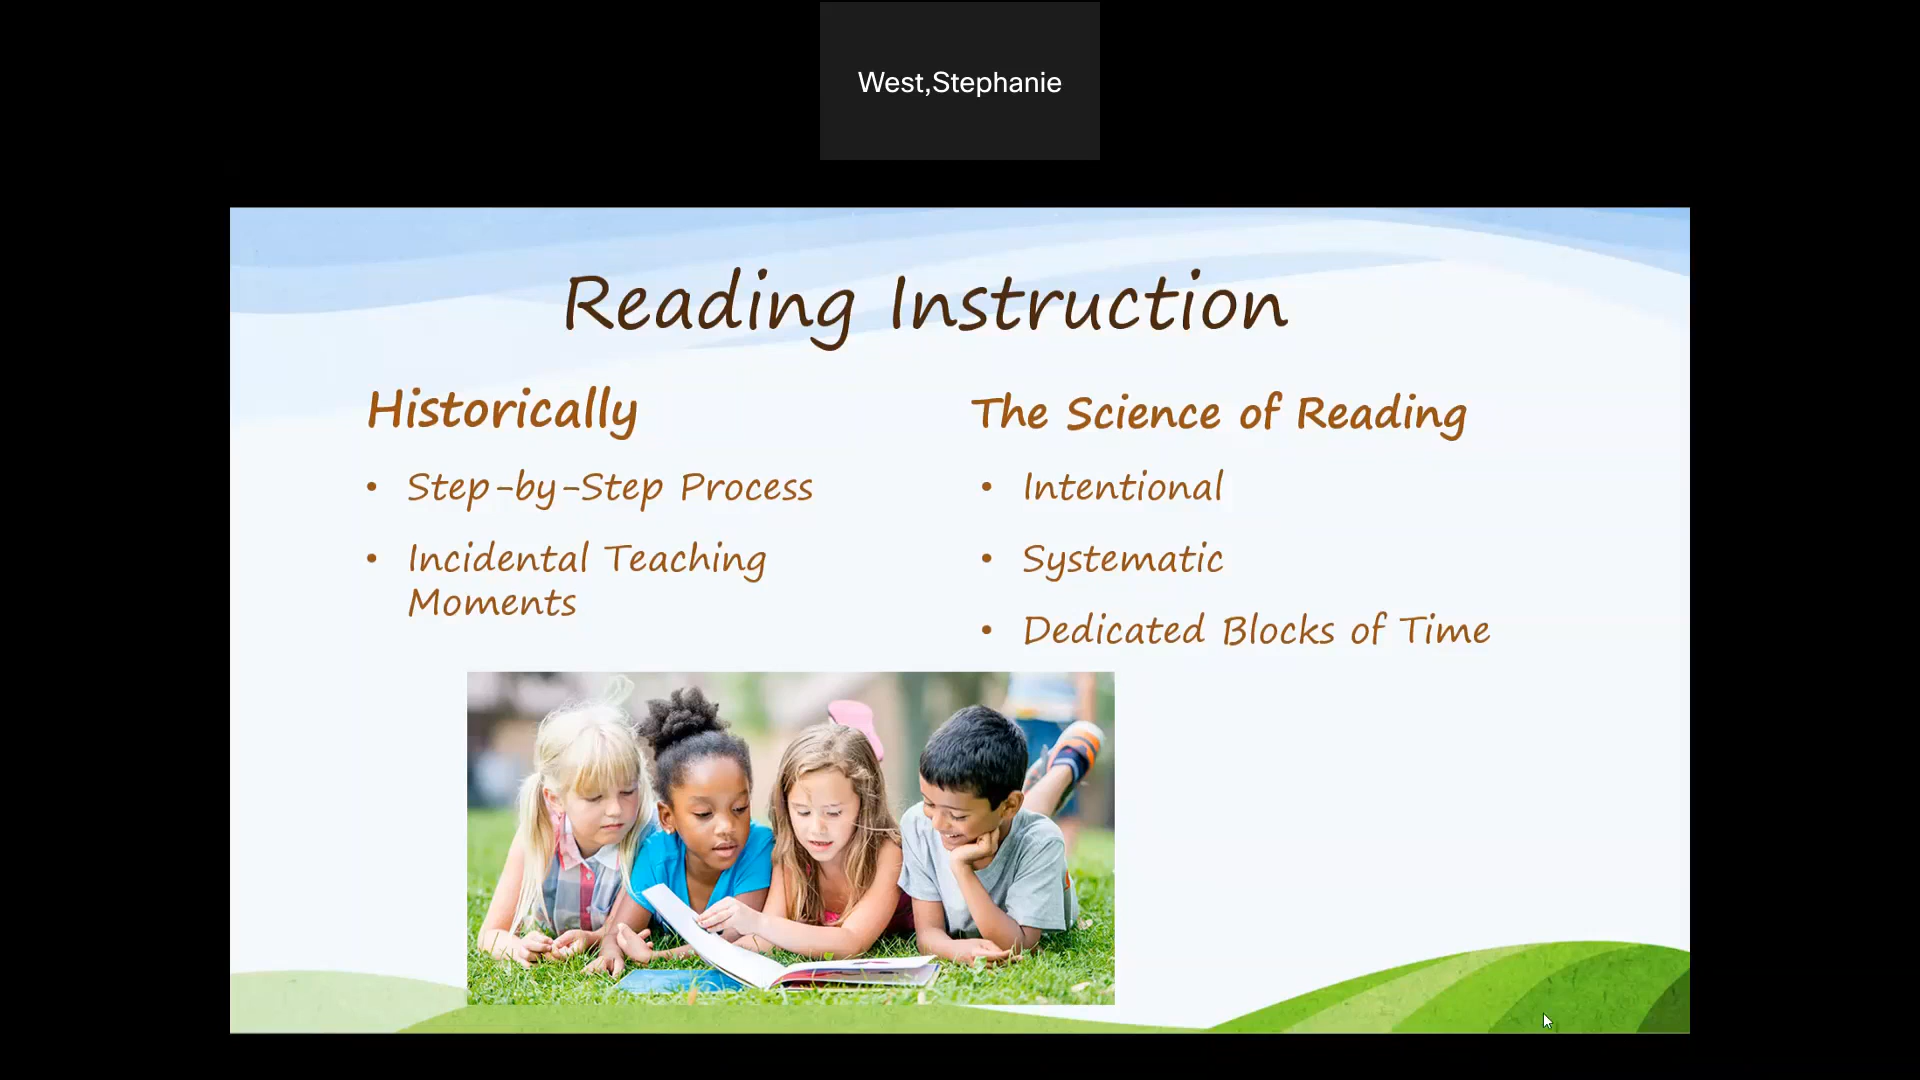 West,Stephanie
Reading Instruction
Historically
• Step-by-Step Process
• Incidental Teaching
Moments
The Science of Reading
• Intentional
• Systematic
• Dedicated Blocks of Time